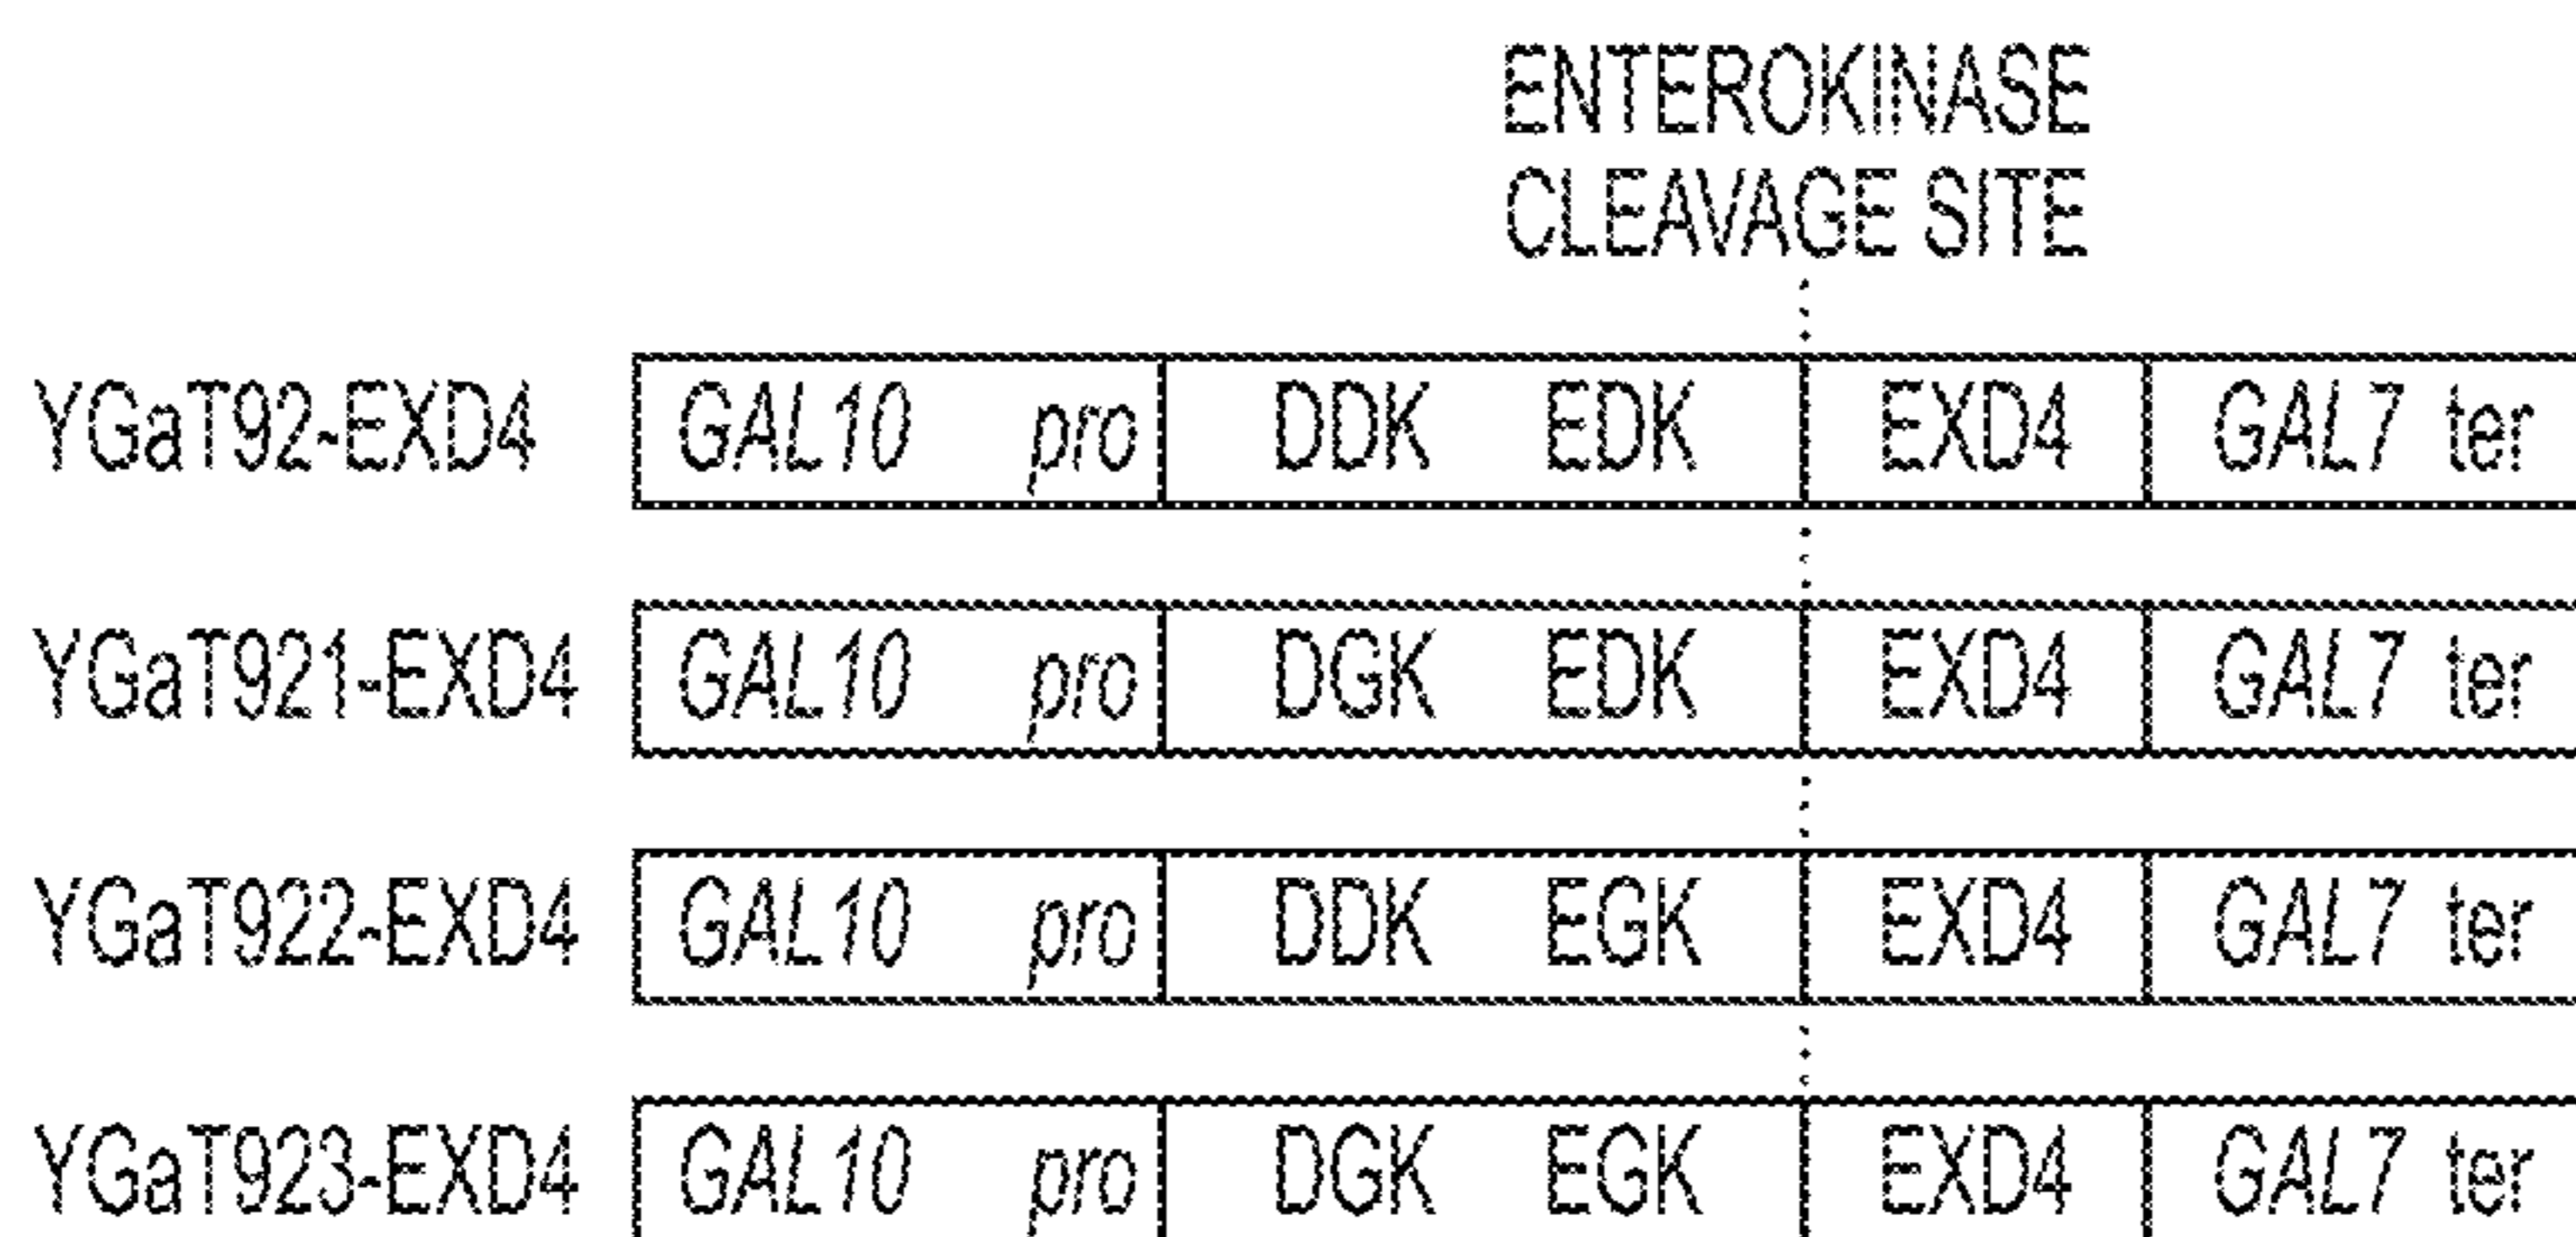 ENTEROKINASE
CLEAVAGE SITE
YGaT92-EXD4 GAL10 pro DDK EDK EXD4 GAL7 ter
YGaT921-EXD4 GAL10 pro DGK EDK EXD4 GAL7 ter
YGaT922-EXD4 GAL10 pro DDK EGK EXD4 GAL7 ter
YGaT923-EXD4 GAL10 pro DGK EGK EXD4 GAL7 ter